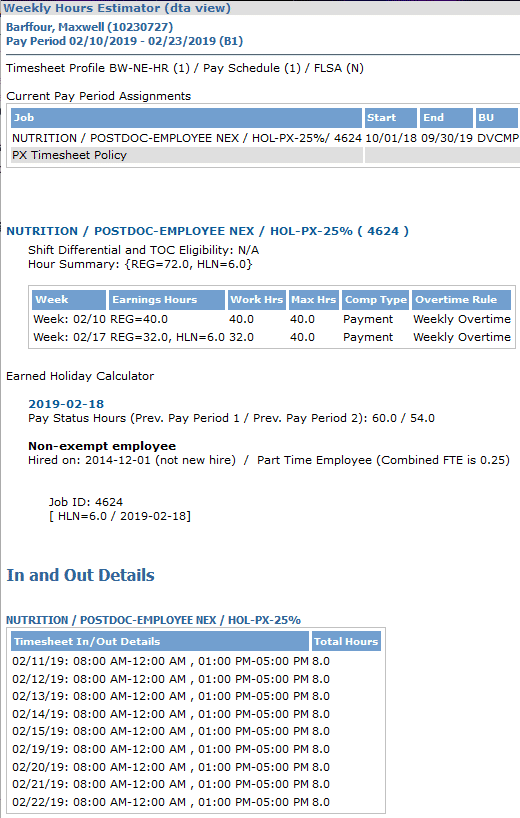 Weekly Hours Estimator (dta view)
Barffour, Maxwell (10230727)
Pay Period 02/10/2019 - 02/23/2019 (B1)
Timesheet Profile BW-NE-HR (1) / Pay Schedule (1) / FLSA (N)
Current Pay Period Assignments
Job Start End BU
NUTRITION / POSTDOC-EMPLOYEE NEX / HOL-PX-25%/ 4624 10/01/18 09/30/19 DVCMP
PX Timesheet Policy
NUTRITION / POSTDOC-EMPLOYEE NEX / HOL-PX-25% ( 4624 )
Shift Differential and TOC Eligibility: N/A
Hour Summary: {REG=72.0, HLN=6.0}
Week Earnings Hours Work Hrs Max Hrs Comp Type Overtime Rule
Week: 02/10 REG=40.0 40.0 40.0 Payment Weekly Overtime
Week: 02/17 REG=32.0, HLN=6.0 32.0 40.0 Payment Weekly Overtime
Earned Holiday Calculator
2019-02-18
Pay Status Hours (Prev. Pay Period 1 / Prev. Pay Period 2): 60.0 / 54.0
Non-exempt employee
Hired on: 2014-12-01 (not new hire) / Part Time Employee (Combined FTE is 0.25)
Job ID: 4624
[ HLN=6.0 / 2019-02-18]
In and Out Details
NUTRITION / POSTDOC-EMPLOYEE NEX / HOL-PX-25%
Timesheet In/Out Details Total Hours
02/11/19: 08:00 AM-12:00 AM , 01:00 PM-05:00 PM 8.0
02/12/19: 08:00 AM-12:00 AM , 01:00 PM-05:00 PM 8.0
02/13/19: 08:00 AM-12:00 AM , 01:00 PM-05:00 PM 8.0
02/14/19: 08:00 AM-12:00 AM , 01:00 PM-05:00 PM 8.0
02/15/19: 08:00 AM-12:00 AM , 01:00 PM-05:00 PM 8.0
02/19/19: 08:00 AM-12:00 AM , 01:00 PM-05:00 PM 8.0
02/20/19: 08:00 AM-12:00 AM , 01:00 PM-05:00 PM 8.0
02/21/19: 08:00 AM-12:00 AM , 01:00 PM-05:00 PM 8.0
02/22/19: 08:00 AM-12:00 AM , 01:00 PM-05:00 PM 8.0